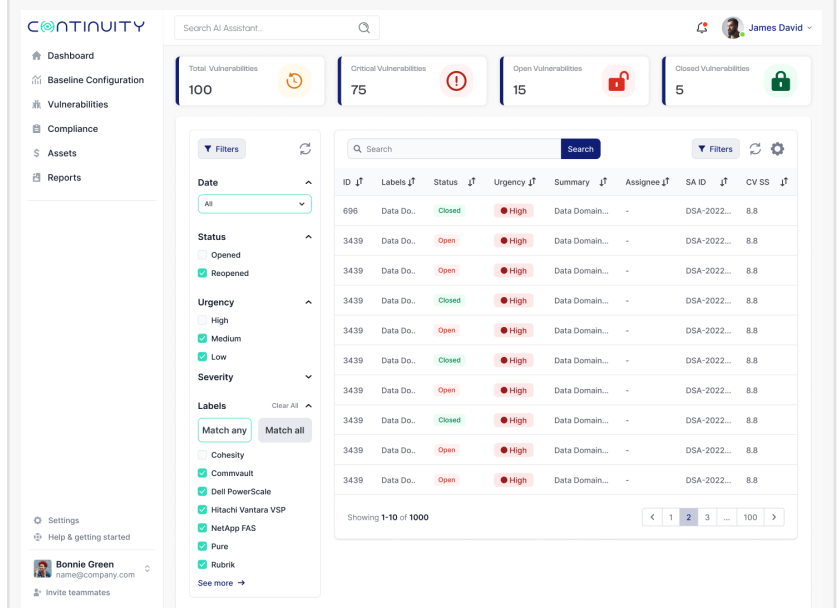 CONTINUITY
Search AI Assistant..
James David
Dashboard
Baseline Configuration
Vulnerabilities
Compliance
Assets
Reports
Settings
Help & getting started
Bonnie Green
name@company.com
Invite teammates
Total Vulnerabilities
100
Critical Vulnerabilities
75
Open Vulnerabilities
15
Closed Vulnerabilities
5
Filters
Date
All
Status
Opened
Reopened
Urgency
High
Medium
Low
Severity
Labels Clear All
Match any Match all
Cohesity
Commvault
Dell PowerScale
Hitachi Vantara VSP
NetApp FAS
Pure
Rubrik
See more
Search Search Filters
ID Labels Status Urgency Summary Assignee SA ID CV SS
696 Data Do.. Closed High Data Domain... - DSA-2022... 8.8
3439 Data Do.. Open High Data Domain... - DSA-2022... 8.8
3439 Data Do.. Open High Data Domain... - DSA-2022... 8.8
3439 Data Do.. Closed High Data Domain... - DSA-2022... 8.8
3439 Data Do.. Open High Data Domain... - DSA-2022... 8.8
3439 Data Do.. Closed High Data Domain... - DSA-2022... 8.8
3439 Data Do.. Open High Data Domain... - DSA-2022... 8.8
3439 Data Do.. Closed High Data Domain... - DSA-2022... 8.8
3439 Data Do.. Open High Data Domain... - DSA-2022... 8.8
3439 Data Do.. Open High Data Domain... - DSA-2022... 8.8
Showing 1-10 of 1000
1 2 3 ... 100